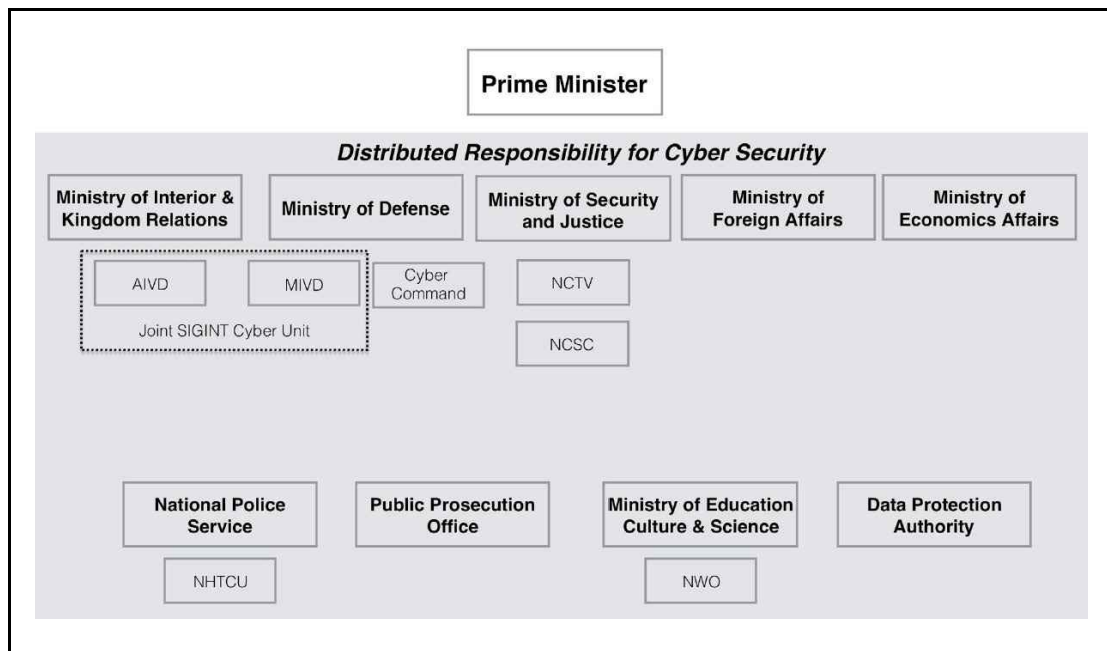 Prime Minister
Distributed Responsibility for Cyber Security
Ministry of Interior &
Kingdom Relations
Ministry of Defense
Ministry of Security
and Justice
Ministry of
Foreign Affairs
Ministry of
Economics Affairs
AIVD
MIVD
Cyber
Command
NCTV
Joint SIGINT Cyber Unit
NCSC
National Police
Service
Public Prosecution
Office
Ministry of Education
Culture & Science
Data Protection
Authority
NHTCU
NWO